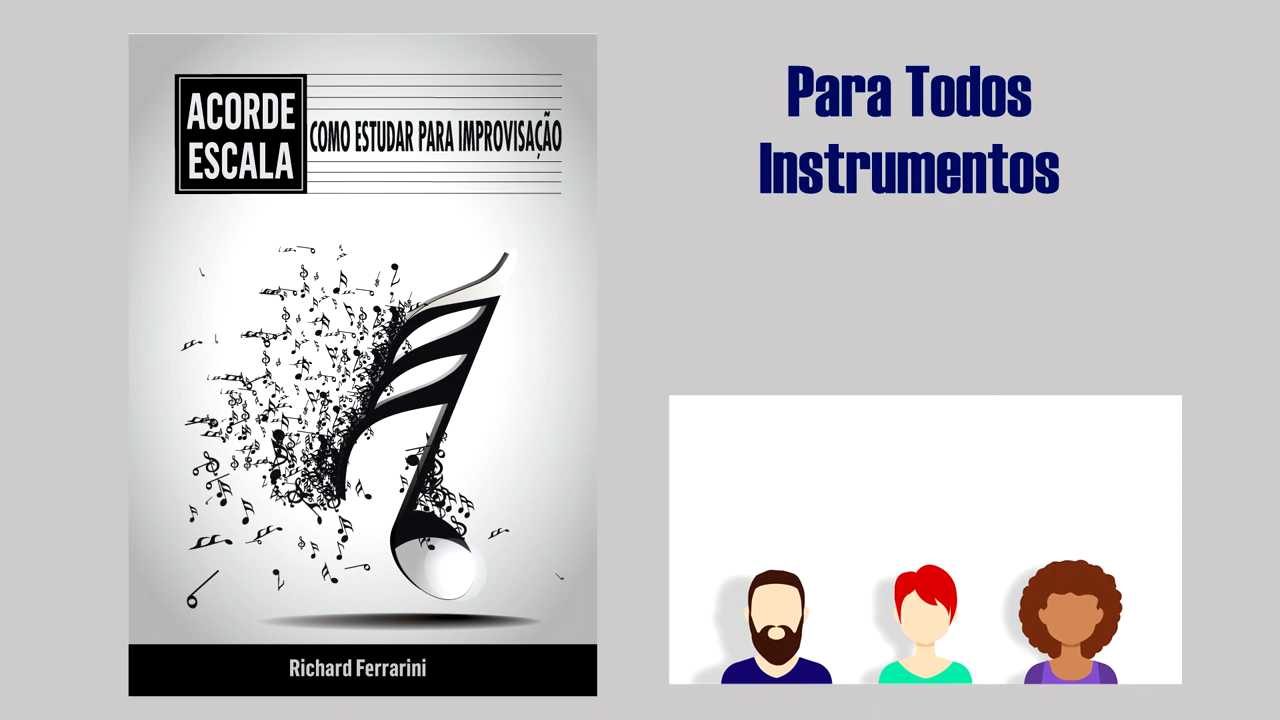 ACORDE
ESCALA
COMO ESTUDAR PARA IMPROVISAÇÃO
Richard Ferrarini
Para Todos
Instrumentos